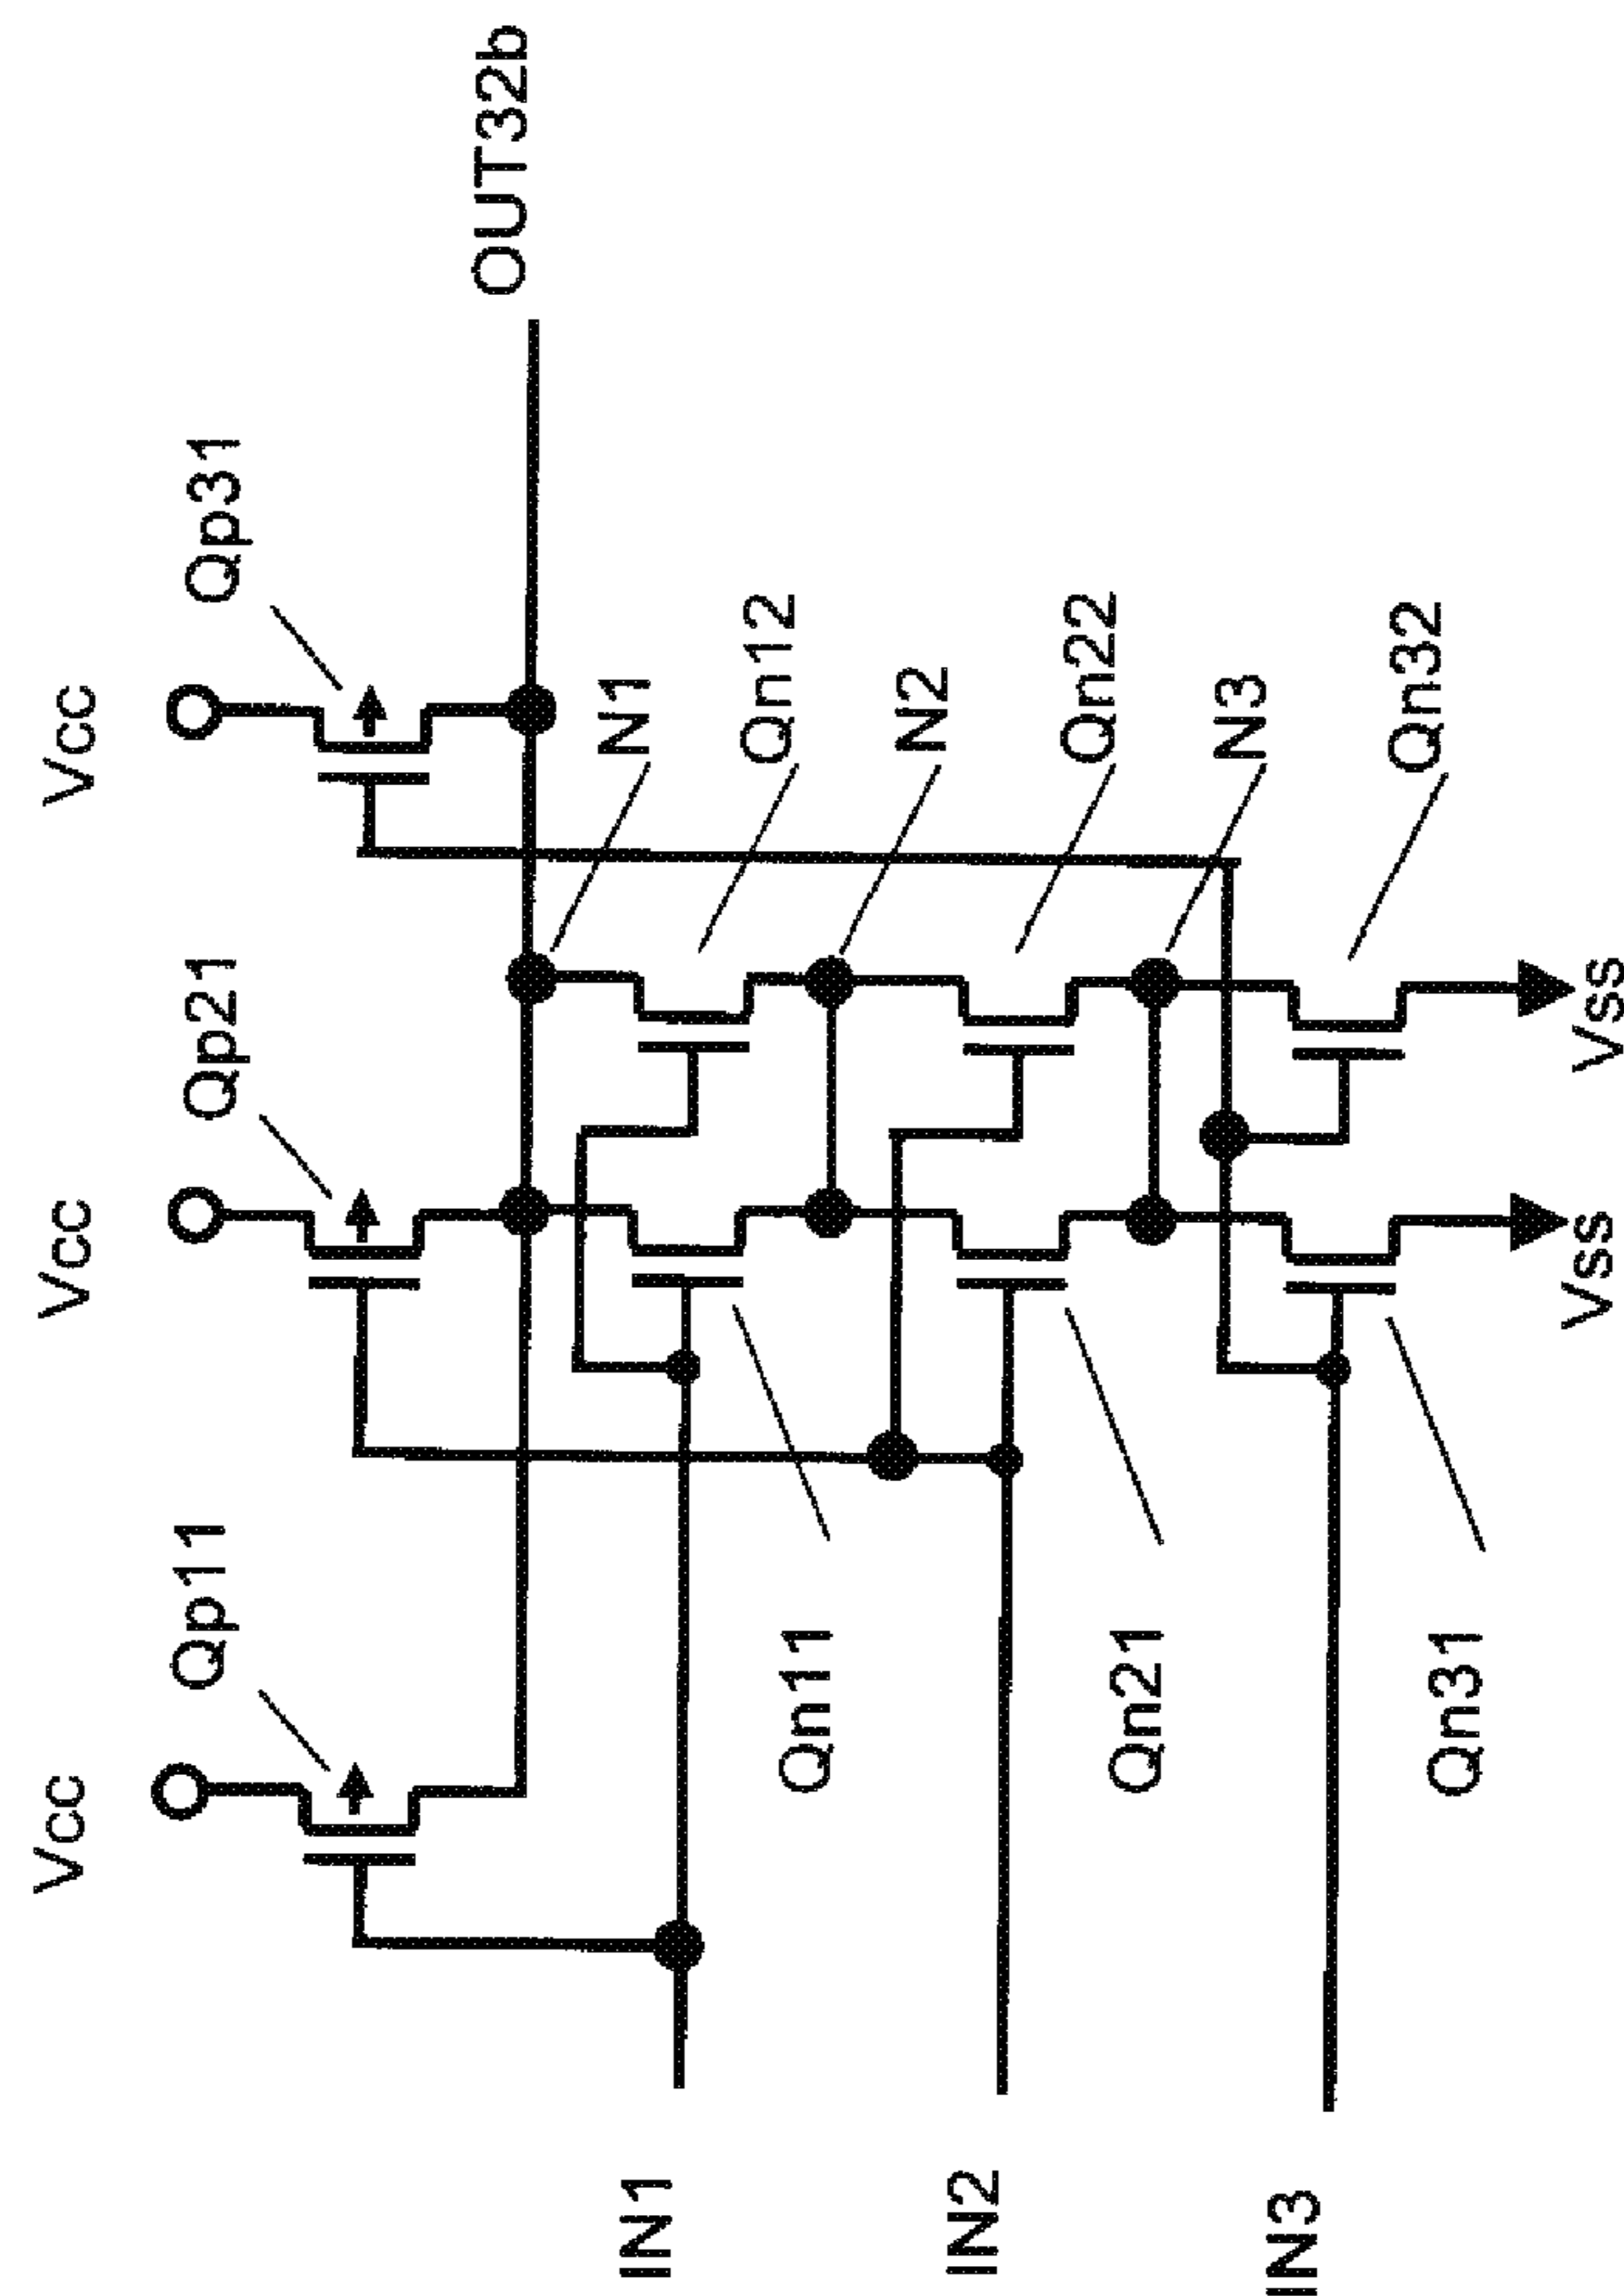 Vcc
Vcc
Vcc
Qp11
Qp21
Qp31
OUT32b
N1
IN1
Qn11
Qn12
N2
IN2
Qn21
Qn22
N3
IN3
Qn31
Qn32
Vss
Vss